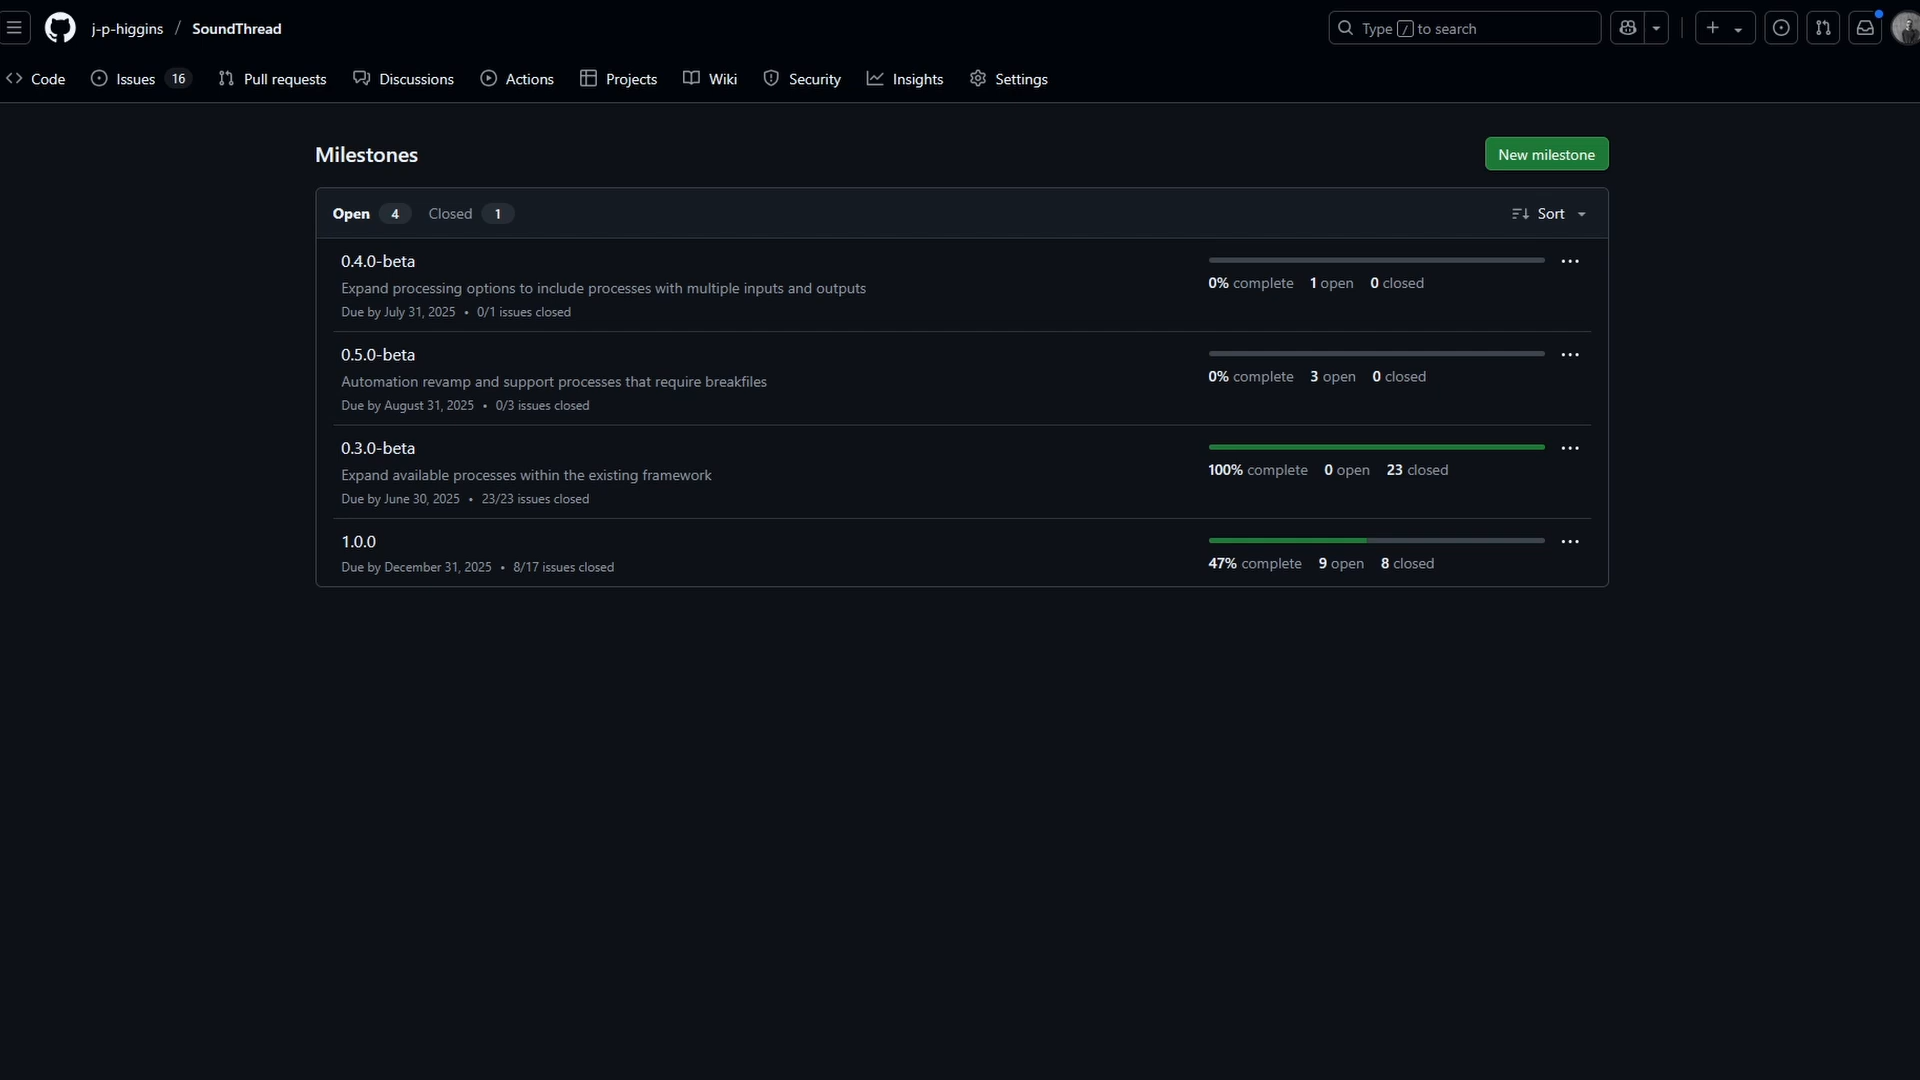 j-p-higgins / SoundThread
Type / to search
Code Issues 16 Pull requests Discussions Actions Projects Wiki Security Insights Settings
Milestones
New milestone
Open 4 Closed 1
Sort
0.4.0-beta
Expand processing options to include processes with multiple inputs and outputs
Due by July 31, 2025 • 0/1 issues closed
0% complete 1 open 0 closed
0.5.0-beta
Automation revamp and support processes that require breakfiles
Due by August 31, 2025 • 0/3 issues closed
0% complete 3 open 0 closed
0.3.0-beta
Expand available processes within the existing framework
Due by June 30, 2025 • 23/23 issues closed
100% complete 0 open 23 closed
1.0.0
Due by December 31, 2025 • 8/17 issues closed
47% complete 9 open 8 closed